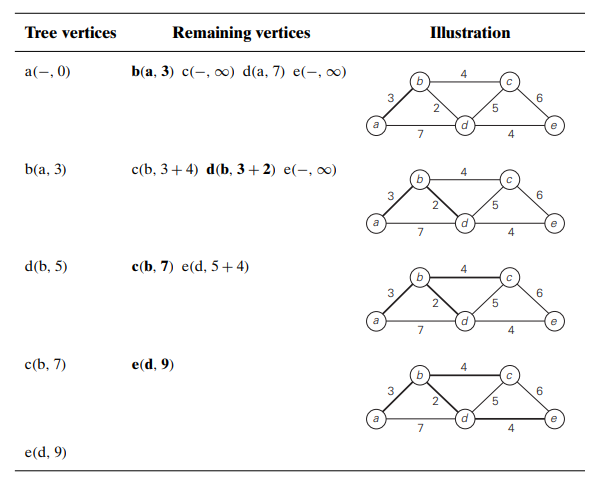 Tree vertices Remaining vertices Illustration
a(−, 0) b(a, 3) c(−, ∞) d(a, 7) e(−, ∞)
4
b c
3 2 5 6
a d e
7 4
b(a, 3) c(b, 3 + 4) d(b, 3 + 2) e(−, ∞)
4
b c
3 2 5 6
a d e
7 4
d(b, 5) c(b, 7) e(d, 5 + 4)
4
b c
3 2 5 6
a d e
7 4
c(b, 7) e(d, 9)
4
b c
3 2 5 6
a d e
7 4
e(d, 9)